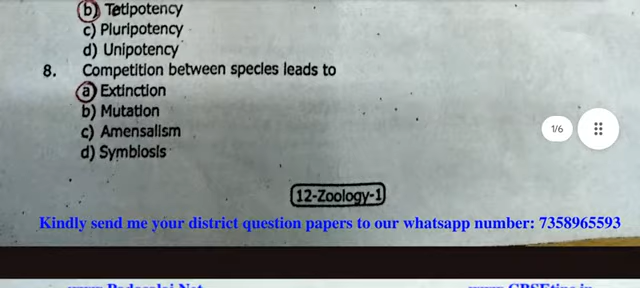 b) Totipotency
c) Pluripotency
d) Unipotency
8. Competition between species leads to
a) Extinction
b) Mutation
c) Amensalism
d) Symbiosis
1/6
12-Zoology-1
Kindly send me your district question papers to our whatsapp number: 7358965593